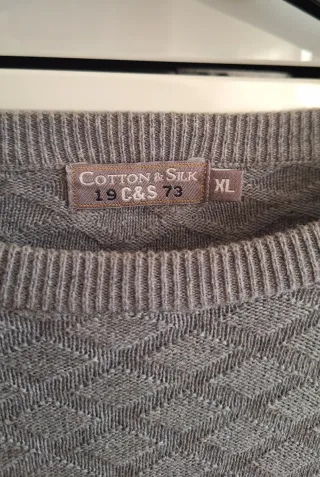 COTTON & SILK
19 C&S 73
XL